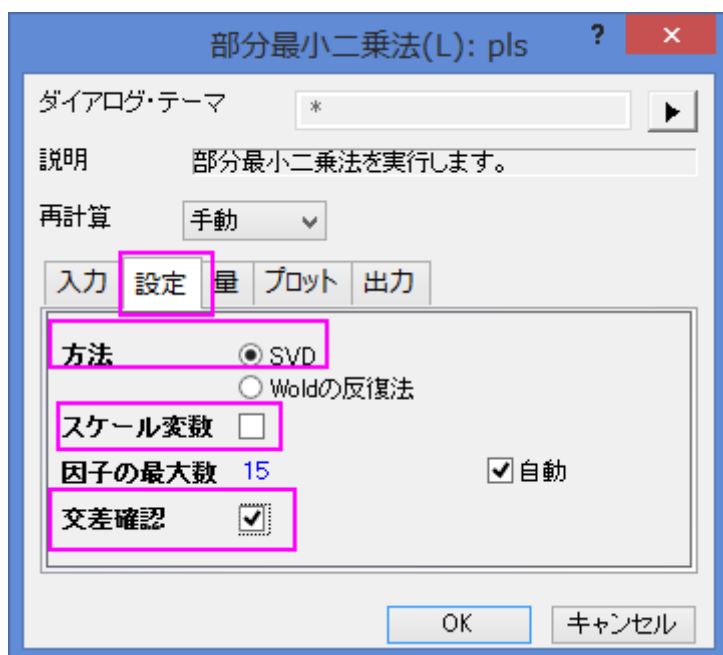 部分最小二乗法(L): pls ? ×
ダイアログ・テーマ *
説明 部分最小二乗法を実行します。
再計算 手動
入力 設定 量 プロット 出力
方法 SVD
Woldの反復法
スケール変数
因子の最大数 15 自動
交差確認
OK キャンセル